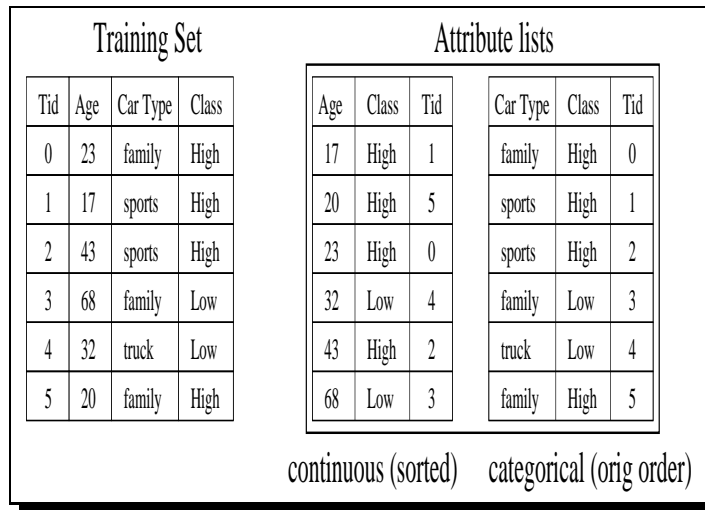 Training Set Attribute lists
Tid Age Car Type Class Age Class Tid Car Type Class Tid
0 23 family High 17 High 1 family High 0
1 17 sports High 20 High 5 sports High 1
2 43 sports High 23 High 0 sports High 2
3 68 family Low 32 Low 4 family Low 3
4 32 truck Low 43 High 2 truck Low 4
5 20 family High 68 Low 3 family High 5
continuous (sorted) categorical (orig order)